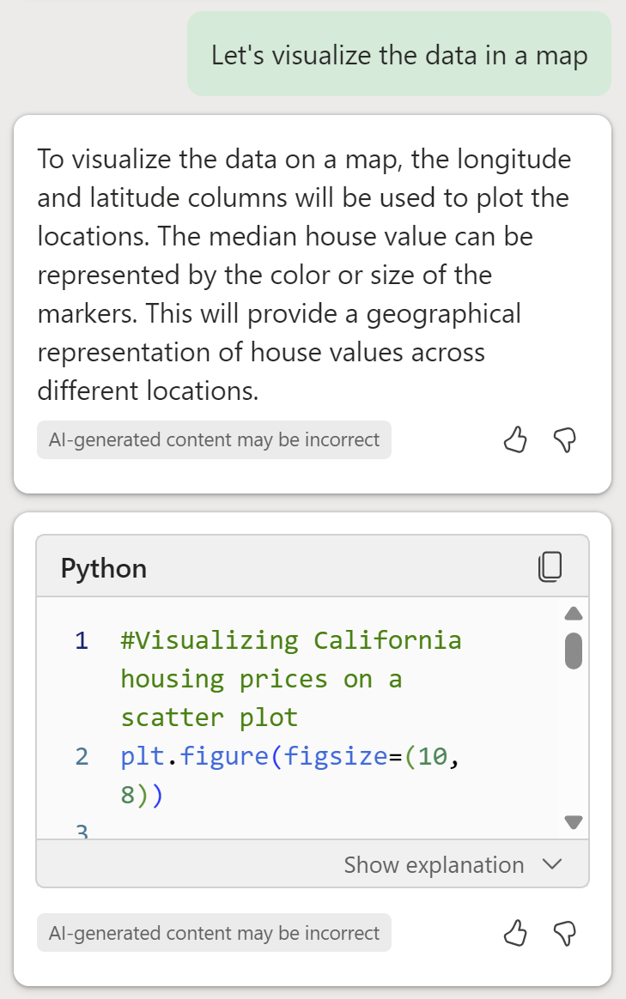 Let's visualize the data in a map
To visualize the data on a map, the longitude
and latitude columns will be used to plot the
locations. The median house value can be
represented by the color or size of the
markers. This will provide a geographical
representation of house values across
different locations.
AI-generated content may be incorrect
Python
1 #Visualizing California
housing prices on a
scatter plot
2 plt.figure(figsize=(10,
8))
3
Show explanation
AI-generated content may be incorrect